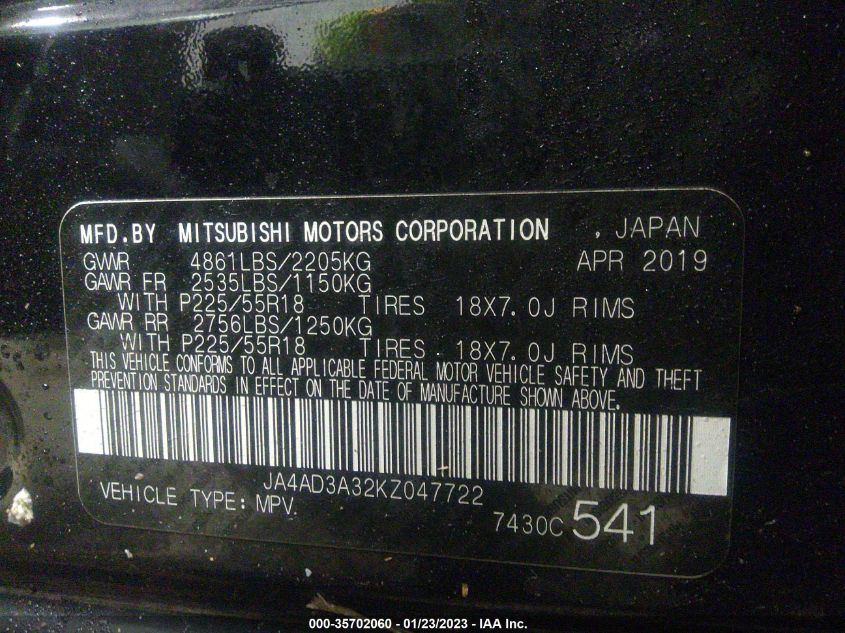 MFD.BY MITSUBISHI MOTORS CORPORATION , JAPAN
GVWR 4861LBS/2205KG APR 2019
GAWR FR 2535LBS/1150KG
WITH P225/55R18 TIRES 18X7.0J RIMS
GAWR RR 2756LBS/1250KG
WITH P225/55R18 TIRES 18X7.0J RIMS
THIS VEHICLE CONFORMS TO ALL APPLICABLE FEDERAL MOTOR VEHICLE SAFETY AND THEFT
PREVENTION STANDARDS IN EFFECT ON THE DATE OF MANUFACTURE SHOWN ABOVE.
JA4AD3A32KZ047722
VEHICLE TYPE: MPV 7430C 541
000-35702060 - 01/23/2023 - IAA Inc.